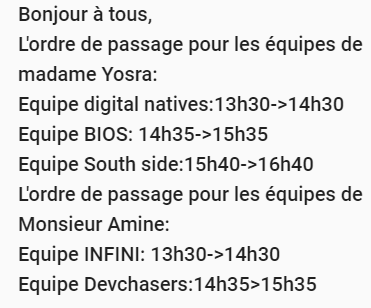 Bonjour à tous,
L'ordre de passage pour les équipes de
madame Yosra:
Equipe digital natives:13h30->14h30
Equipe BIOS: 14h35->15h35
Equipe South side:15h40->16h40
L'ordre de passage pour les équipes de
Monsieur Amine:
Equipe INFINI: 13h30->14h30
Equipe Devchasers:14h35>15h35